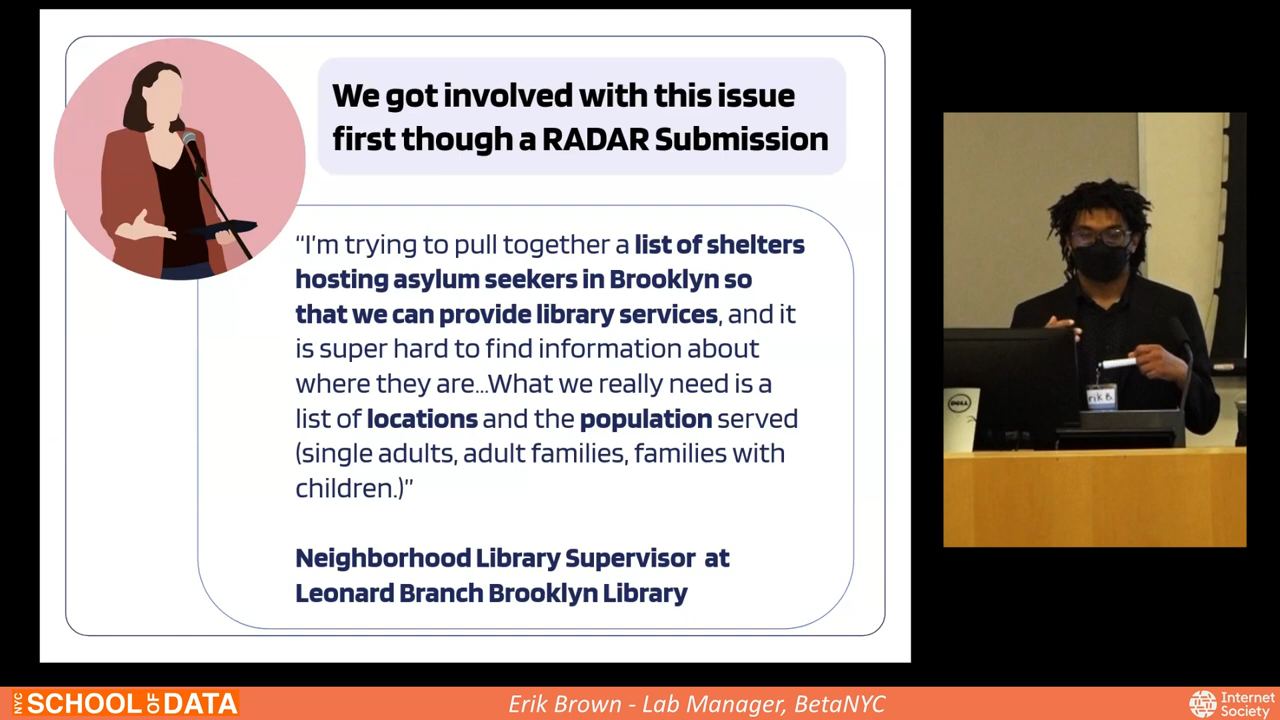 We got involved with this issue
first though a RADAR Submission
“I’m trying to pull together a list of shelters
hosting asylum seekers in Brooklyn so
that we can provide library services, and it
is super hard to find information about
where they are...What we really need is a
list of locations and the population served
(single adults, adult families, families with
children.)”
Neighborhood Library Supervisor at
Leonard Branch Brooklyn Library
DELL
rik B.
NYC SCHOOL OF DATA
Erik Brown - Lab Manager, BetaNYC
Internet
Society